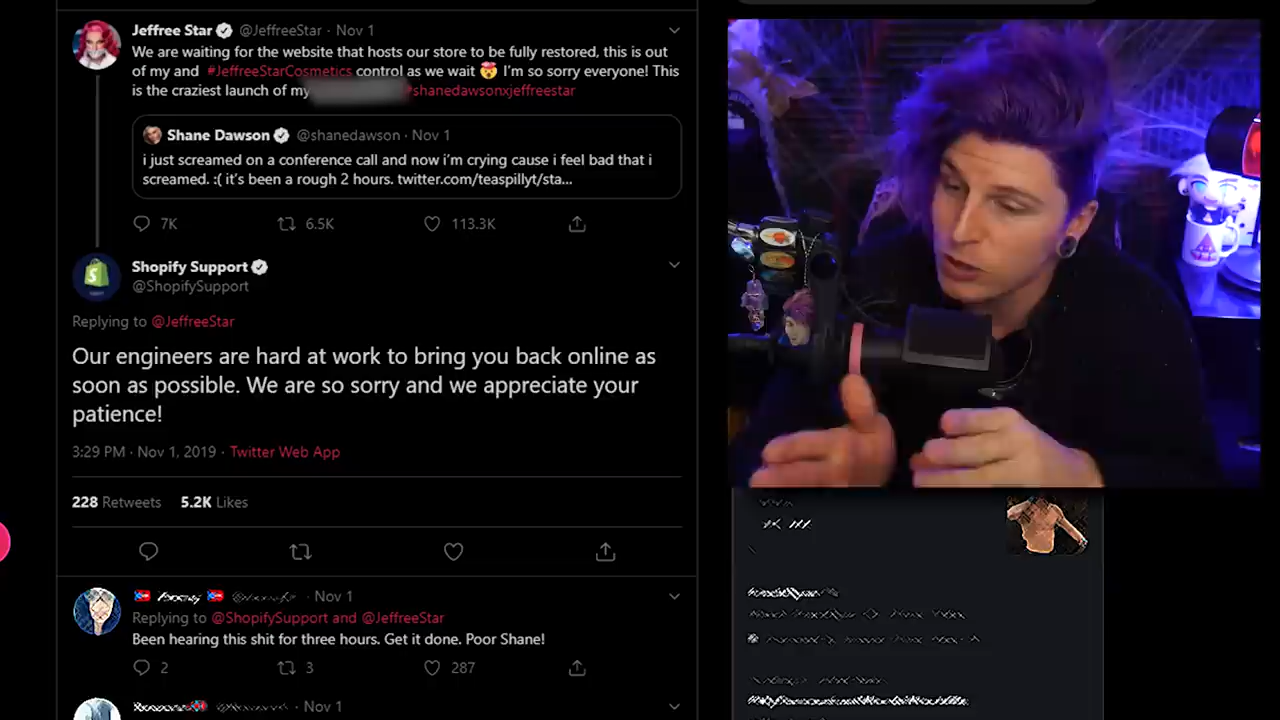 Jeffree Star @JeffreeStar · Nov 1
We are waiting for the website that hosts our store to be fully restored, this is out
of my and #JeffreeStarCosmetics control as we wait 🤯 I'm so sorry everyone! This
is the craziest launch of my #shanedawsonxjeffreestar
Shane Dawson @shanedawson · Nov 1
i just screamed on a conference call and now i'm crying cause i feel bad that i
screamed. :( it's been a rough 2 hours. twitter.com/teaspillyt/sta...
7K 6.5K 113.3K
Shopify Support
@ShopifySupport
Replying to @JeffreeStar
Our engineers are hard at work to bring you back online as
soon as possible. We are so sorry and we appreciate your
patience!
3:29 PM · Nov 1, 2019 · Twitter Web App
228 Retweets 5.2K Likes
· Nov 1
Replying to @ShopifySupport and @JeffreeStar
Been hearing this shit for three hours. Get it done. Poor Shane!
2 3 287
· Nov 1